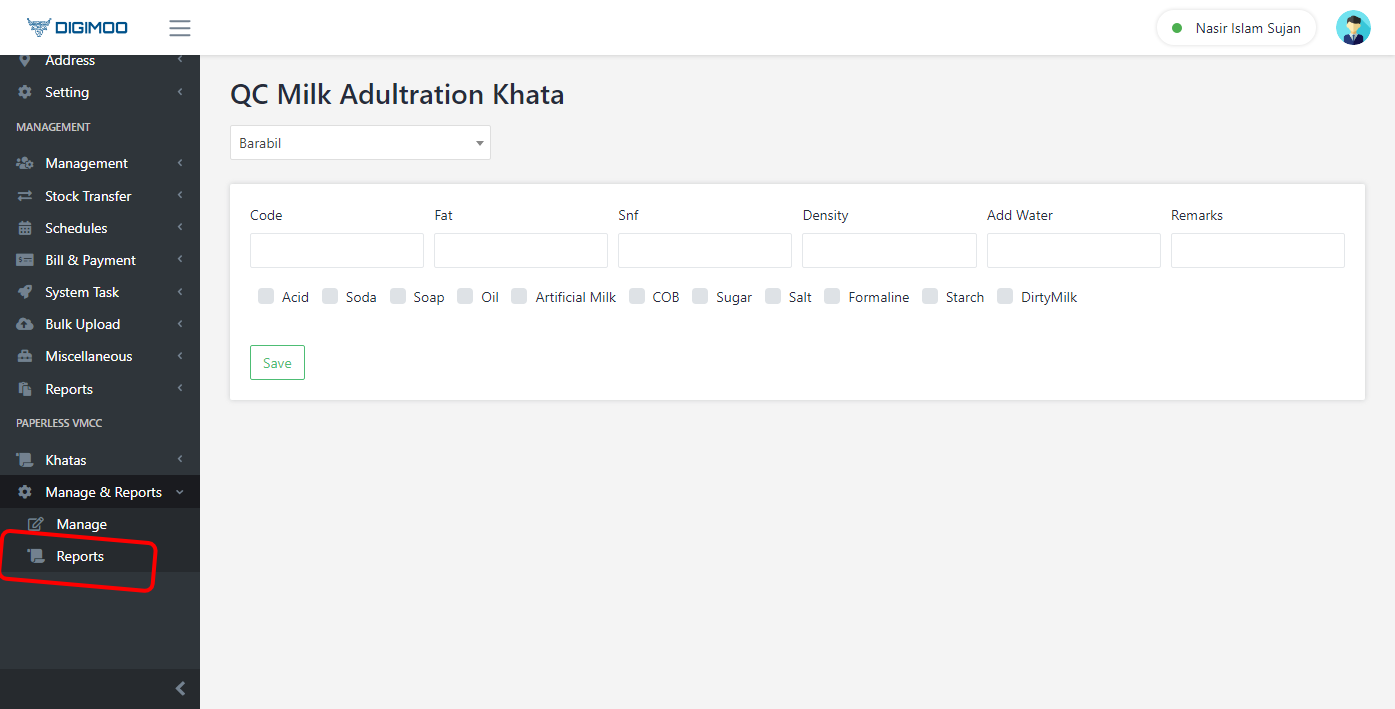 DIGIMOO
Nasir Islam Sujan
Address
Setting
MANAGEMENT
Management
Stock Transfer
Schedules
Bill & Payment
System Task
Bulk Upload
Miscellaneous
Reports
PAPERLESS VMCC
Khatas
Manage & Reports
Manage
Reports
QC Milk Adultration Khata
Barabil
Code Fat Snf Density Add Water Remarks
Acid Soda Soap Oil Artificial Milk COB Sugar Salt Formaline Starch DirtyMilk
Save